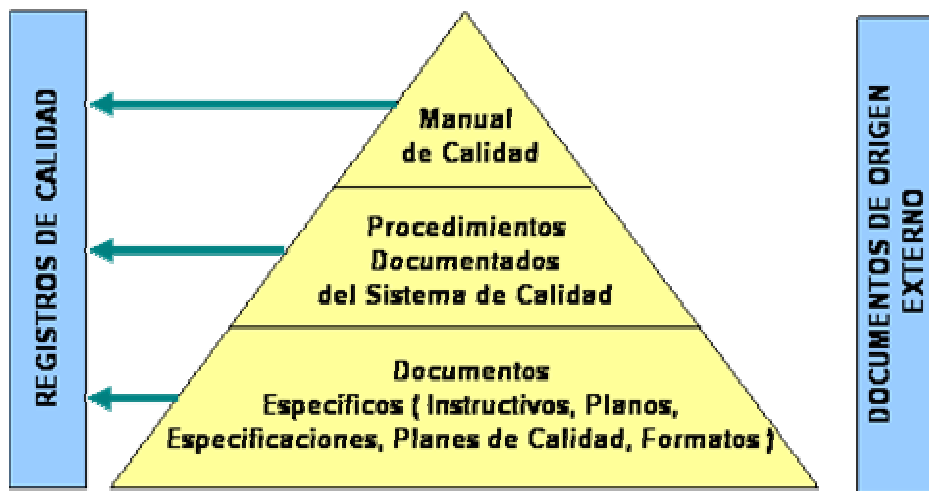 REGISTROS DE CALIDAD
Manual
de Calidad
Procedimientos
Documentados
del Sistema de Calidad
Documentos
Específicos ( Instructivos, Planos,
Especificaciones, Planes de Calidad, Formatos )
DOCUMENTOS DE ORIGEN
EXTERNO